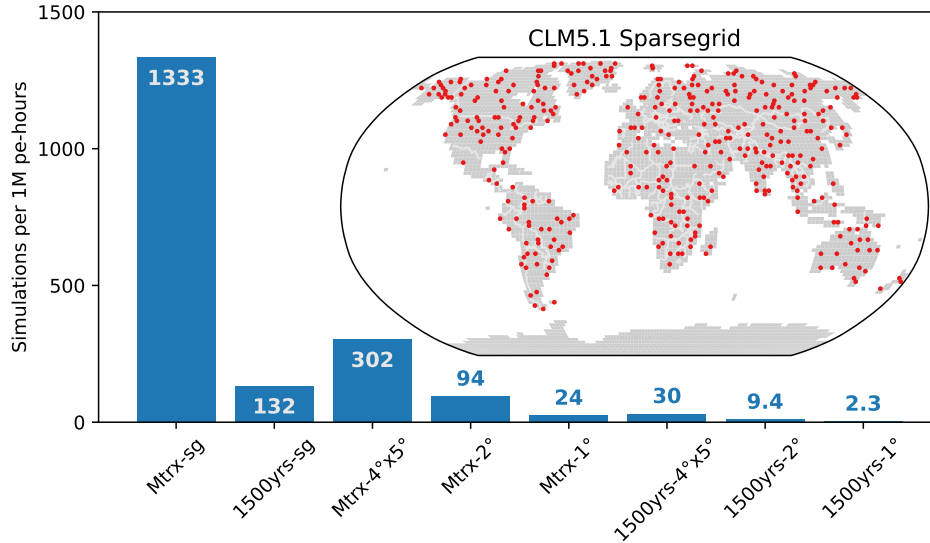 CLM5.1 Sparsegrid
Simulations per 1M pe-hours
1500
1000
500
0
1333
132
302
94
24
30
9.4
2.3
Mtrx-sg
1500yrs-sg
Mtrx-4°x5°
Mtrx-2°
Mtrx-1°
1500yrs-4°x5°
1500yrs-2°
1500yrs-1°